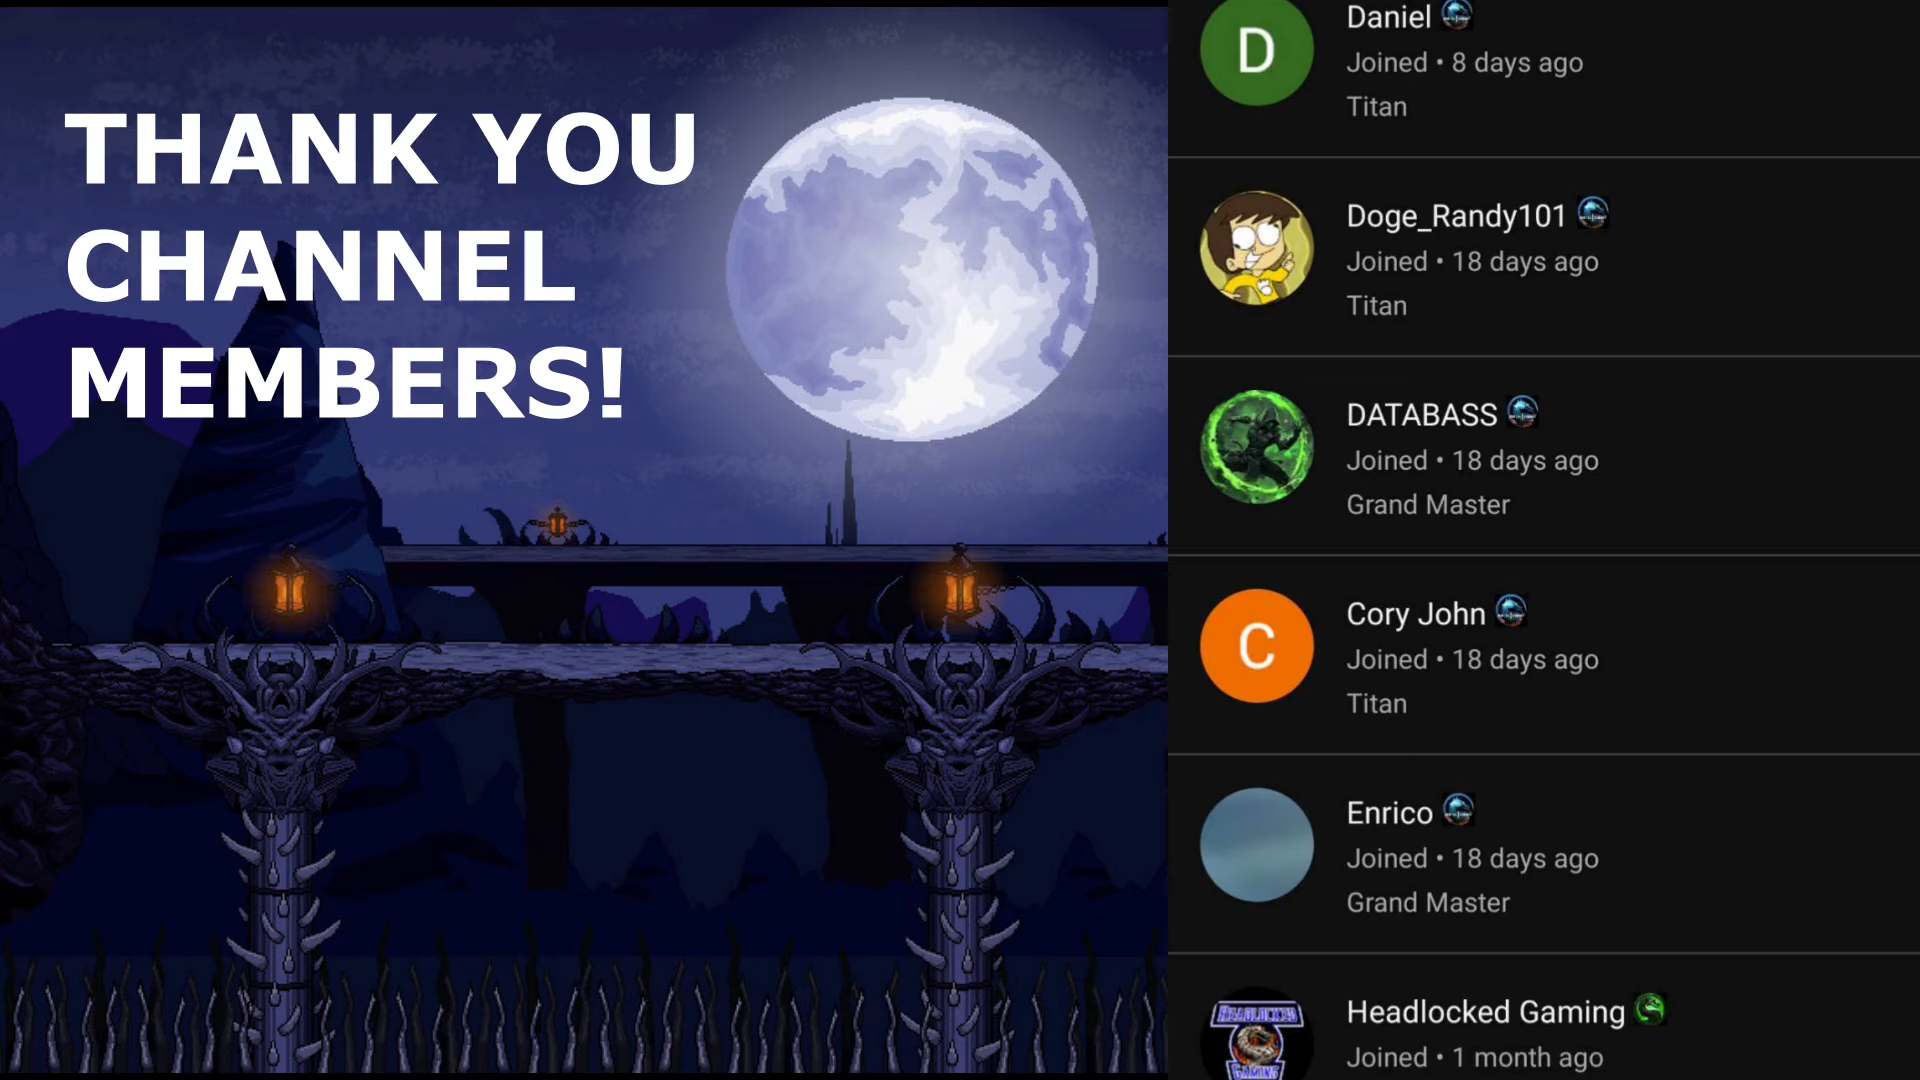 THANK YOU
CHANNEL
MEMBERS!
D
Daniel
Joined • 8 days ago
Titan
Doge_Randy101
Joined • 18 days ago
Titan
DATABASS
Joined • 18 days ago
Grand Master
C
Cory John
Joined • 18 days ago
Titan
Enrico
Joined • 18 days ago
Grand Master
Headlocked Gaming
Joined • 1 month ago
HEADLOCKED
GAMING